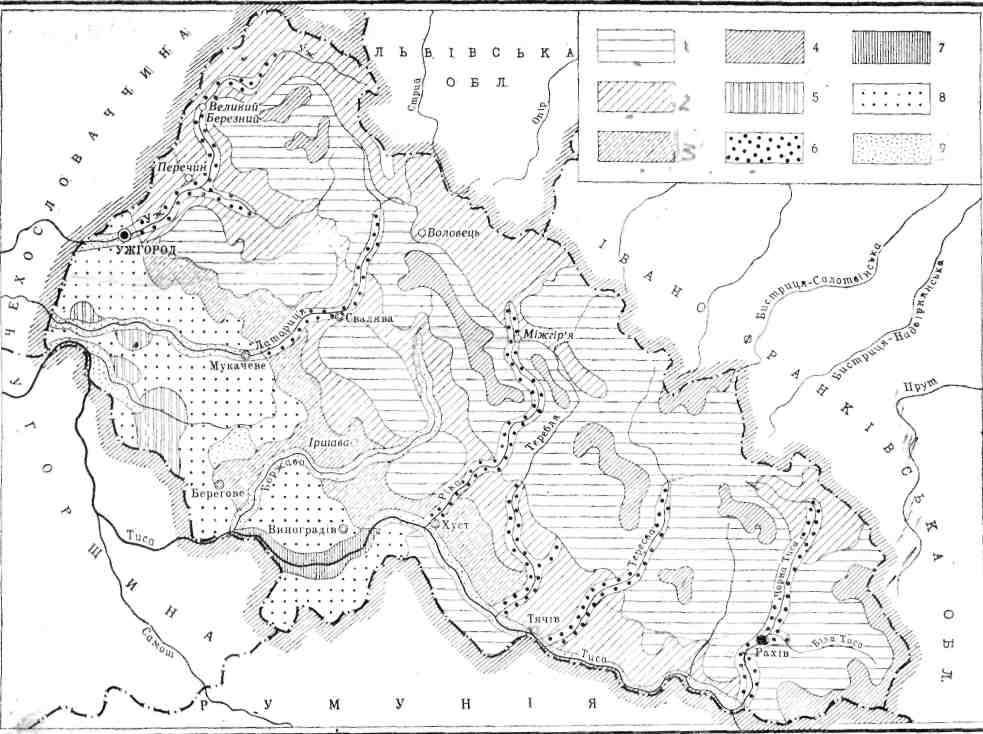 ЛЬВІВСЬКА
ОБЛ.
ЧЕХОСЛОВАЧЧИНА
УГОРЩИНА
РУМУНІЯ
ІВАНО-ФРАНКІВСЬКА ОБЛ.
1
4
7
2
5
8
3
6
9
Стрий
Опір
Уж
Великий
Березний
Перечин
Уж
УЖГОРОД
Воловець
Бистриця-Солотвінська
Бистриця-Надвірнянська
Прут
Латориця
Свалява
Міжгір'я
Мукачеве
Теребля
Іршава
Боржава
Берегове
Ріка
Виноградів
Хуст
Тиса
Тересва
Чорна Тиса
Тячів
Рахів
Біла Тиса
Тиса
Самош